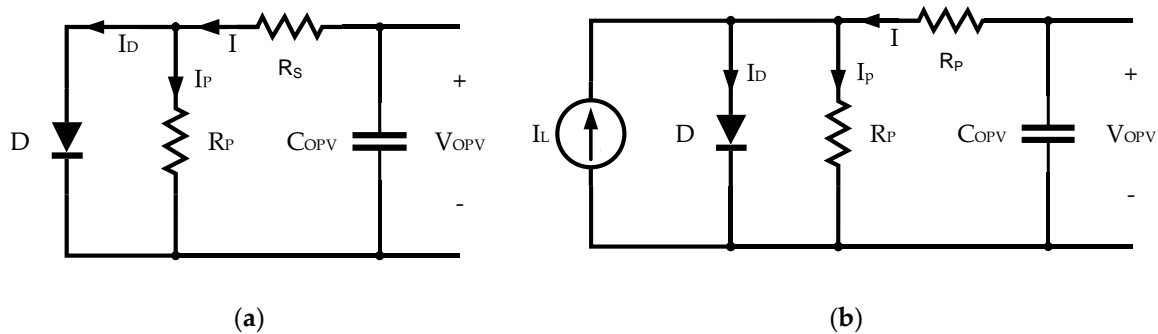 ID
I
RS
IP
+
D
RP
COPV
VOPV
-
(a)
I
RP
ID
Ip
+
IL
D
RP
COPV
VOPV
-
(b)